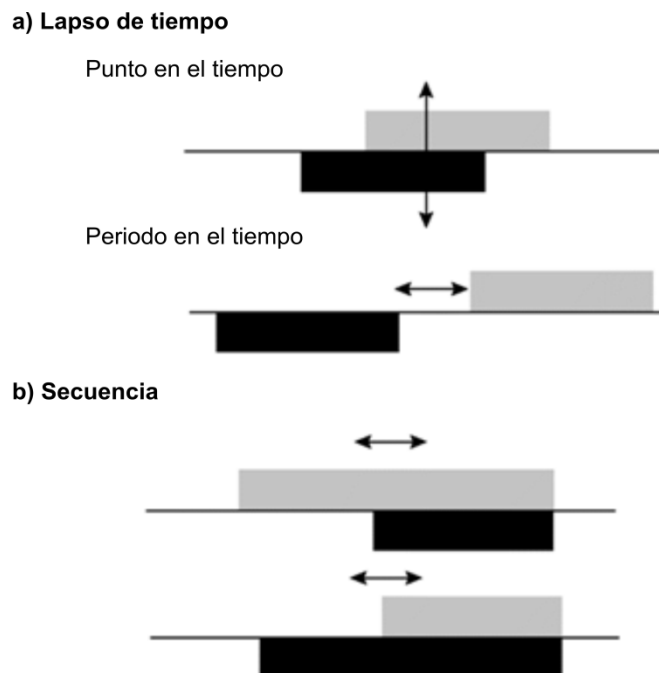 a) Lapso de tiempo
Punto en el tiempo
Periodo en el tiempo
b) Secuencia